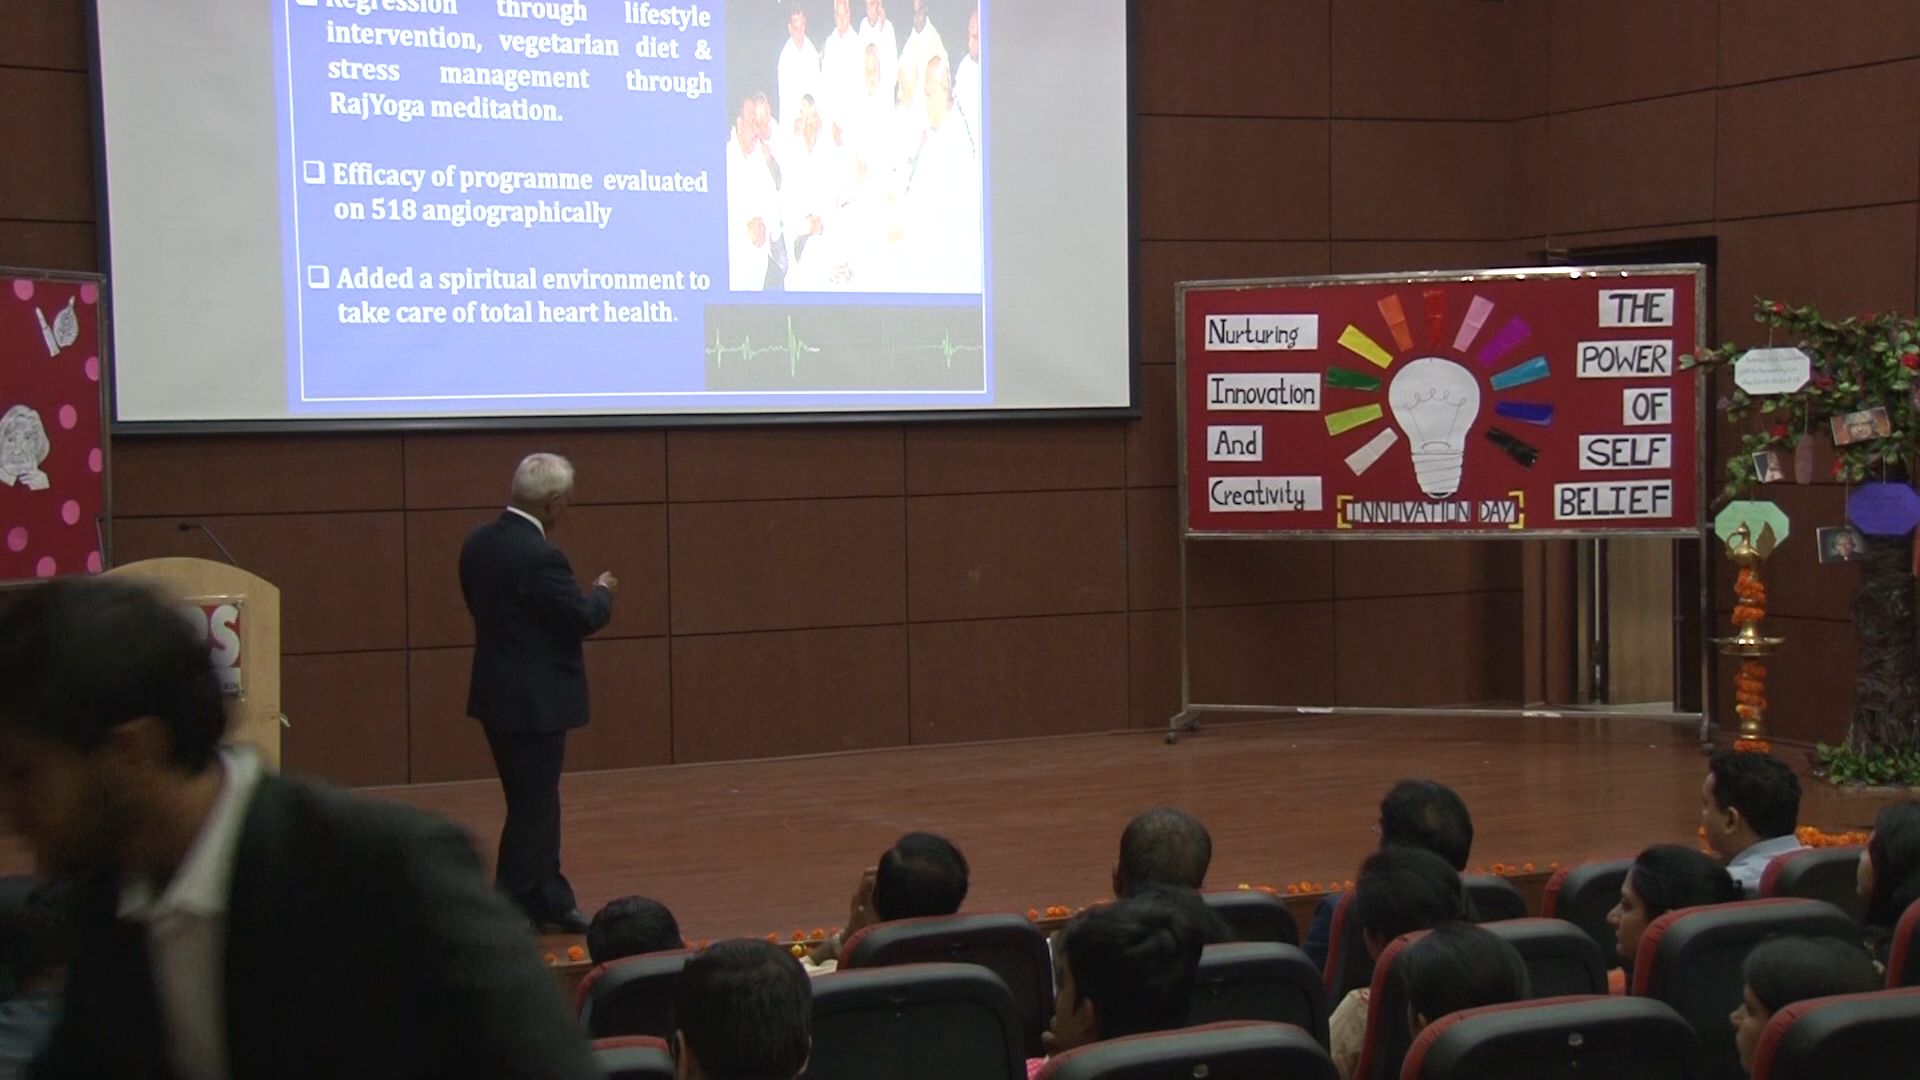 Regression through lifestyle
intervention, vegetarian diet &
stress management through
RajYoga meditation.
Efficacy of programme evaluated
on 518 angiographically
Added a spiritual environment to
take care of total heart health.
Nurturing
Innovation
And
Creativity
INNOVATION DAY
THE
POWER
OF
SELF
BELIEF